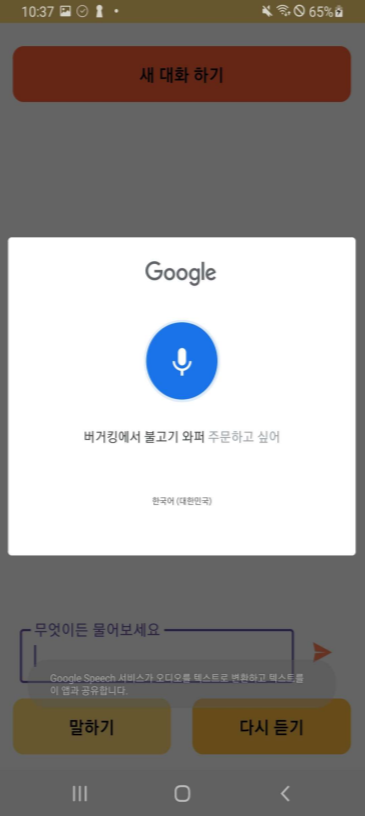 10:37
65%
새 대화 하기
Google
버거킹에서 불고기 와퍼 주문하고 싶어
한국어 (대한민국)
무엇이든 물어보세요
Google Speech 서비스가 오디오를 텍스트로 변환하고 텍스트를
이 앱과 공유합니다.
말하기
다시 듣기